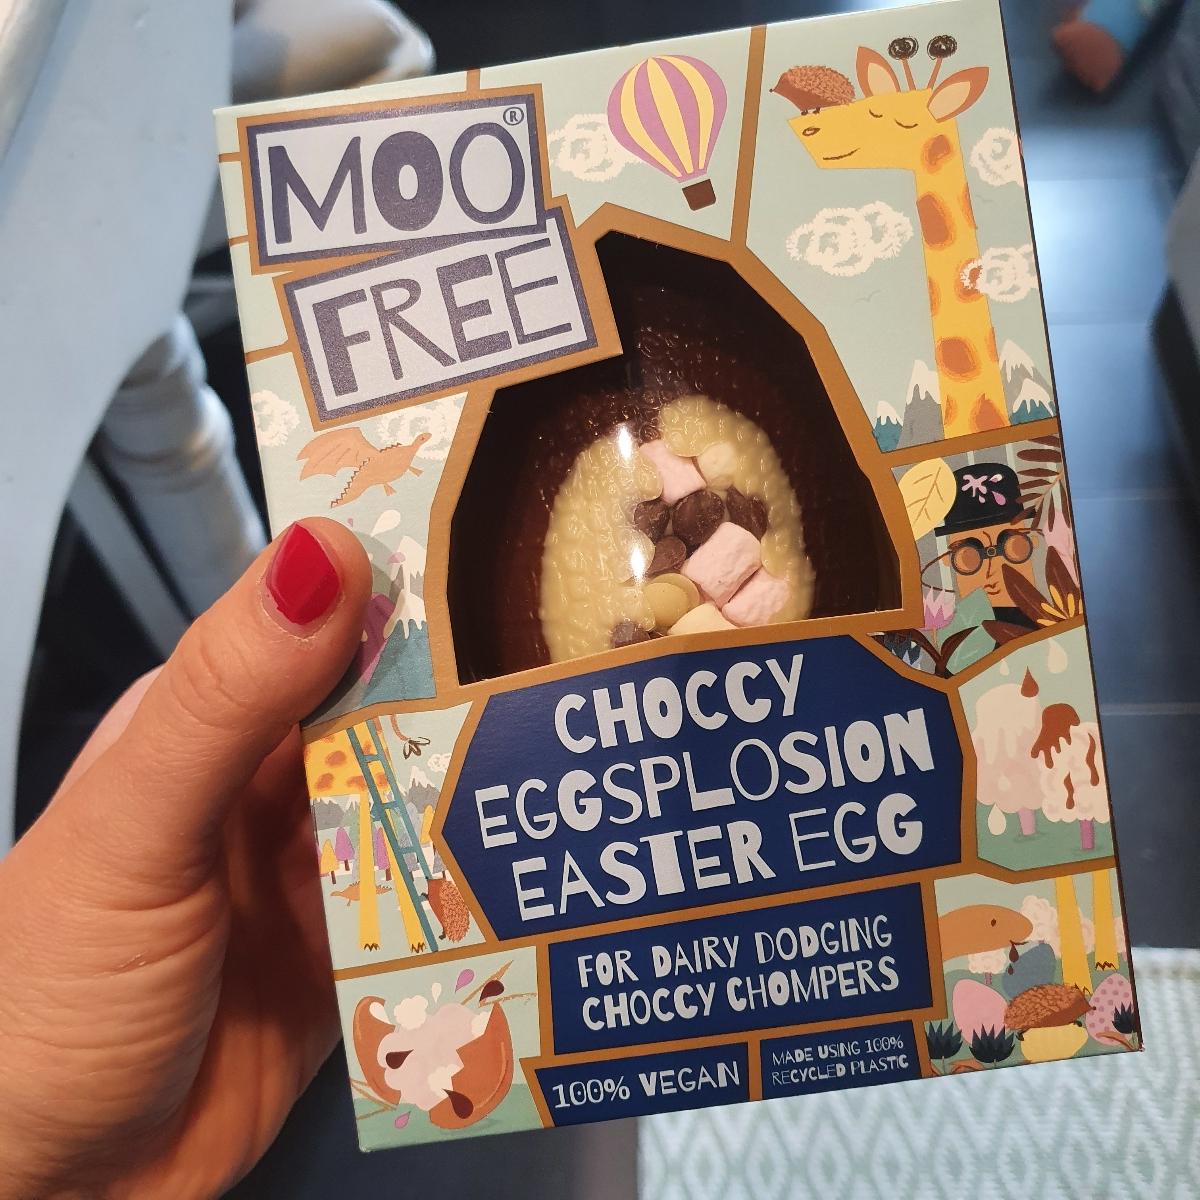 MOO®
FREE
CHOCCY
EGGSPLOSION
EASTER EGG
FOR DAIRY DODGING
CHOCCY CHOMPERS
100% VEGAN
MADE USING 100%
RECYCLED PLASTIC